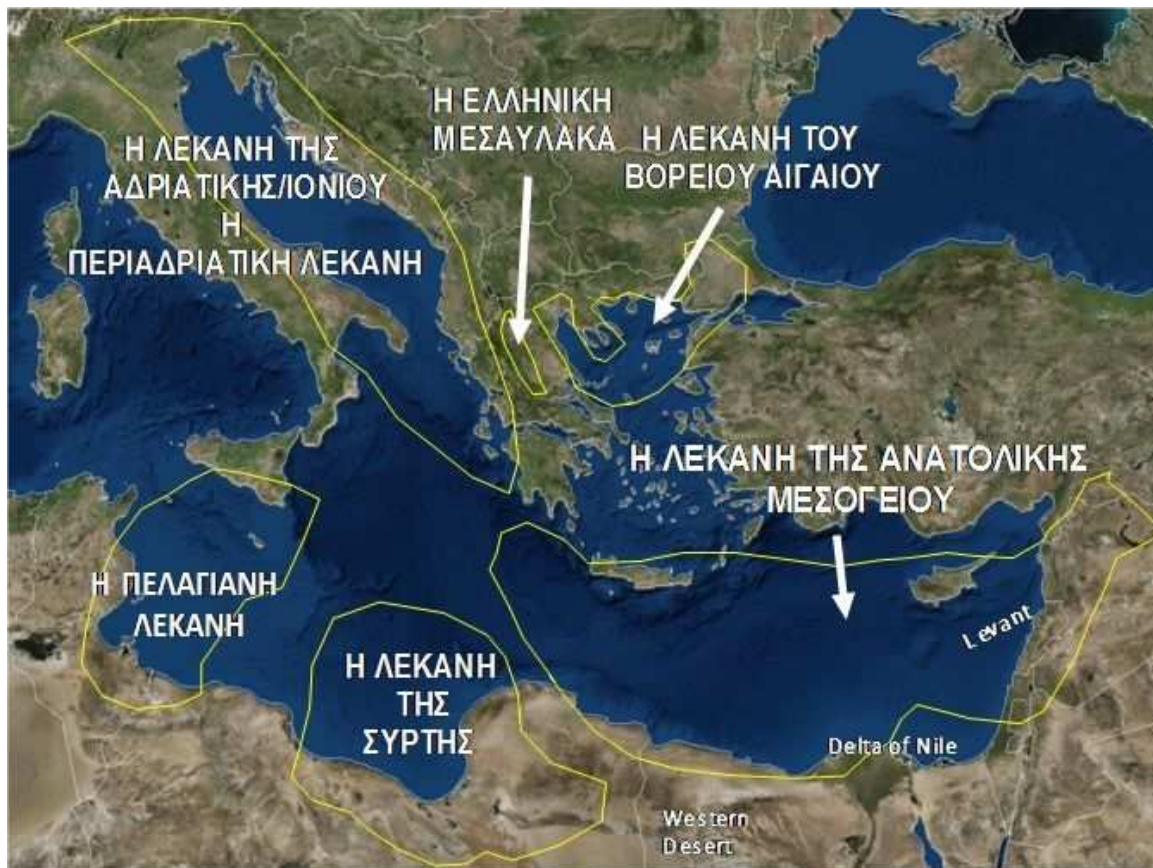 Η ΕΛΛΗΝΙΚΗ
ΜΕΣΑΥΛΑΚΑ
Η ΛΕΚΑΝΗ ΤΟΥ
ΒΟΡΕΙΟΥ ΑΙΓΑΙΟΥ
Η ΛΕΚΑΝΗ ΤΗΣ
ΑΔΡΙΑΤΙΚΗΣ/ΙΟΝΙΟΥ
Η
ΠΕΡΙΑΔΡΙΑΤΙΚΗ ΛΕΚΑΝΗ
Η ΛΕΚΑΝΗ ΤΗΣ ΑΝΑΤΟΛΙΚΗΣ
ΜΕΣΟΓΕΙΟΥ
Η ΠΕΛΑΓΙΑΝΗ
ΛΕΚΑΝΗ
Η ΛΕΚΑΝΗ
ΤΗΣ
ΣΥΡΤΗΣ
Levant
Delta of Nile
Western
Desert